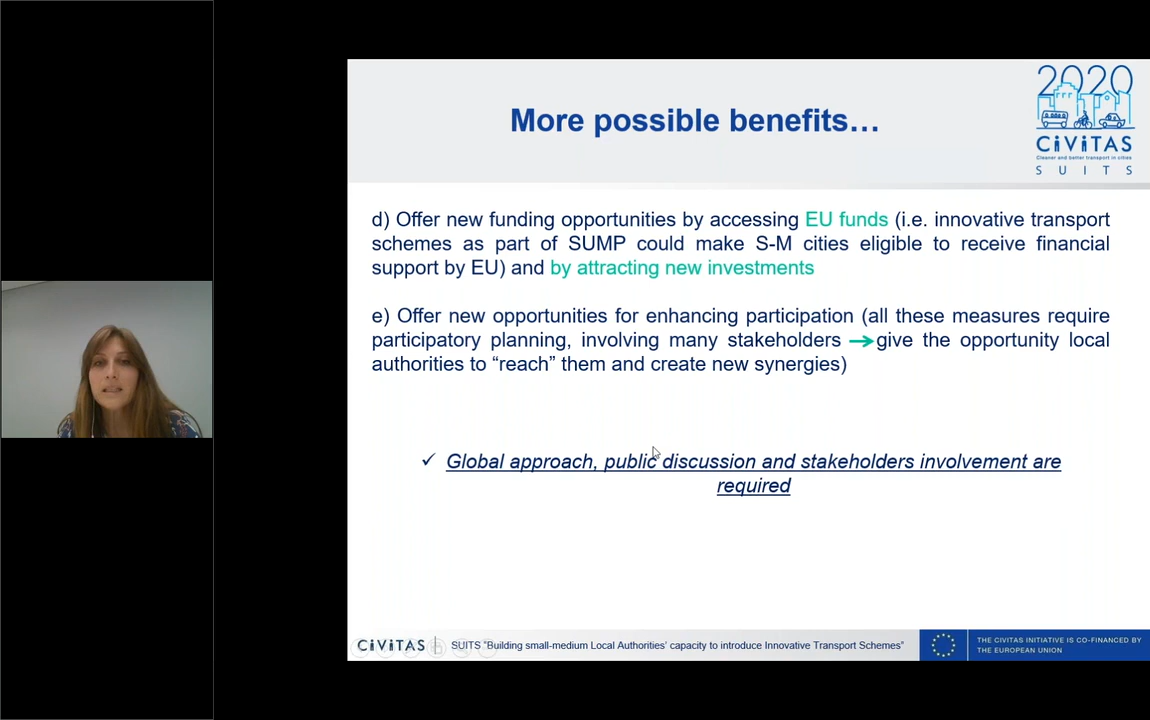 More possible benefits…
2020
CiViTAS
Cleaner and better transport in cities
S U I T S
d) Offer new funding opportunities by accessing EU funds (i.e. innovative transport
schemes as part of SUMP could make S-M cities eligible to receive financial
support by EU) and by attracting new investments
e) Offer new opportunities for enhancing participation (all these measures require
participatory planning, involving many stakeholders → give the opportunity local
authorities to “reach” them and create new synergies)
✓ Global approach, public discussion and stakeholders involvement are
required
CiViTAS
SUITS “Building small-medium Local Authorities’ capacity to introduce Innovative Transport Schemes”
THE CIVITAS INITIATIVE IS CO-FINANCED BY
THE EUROPEAN UNION